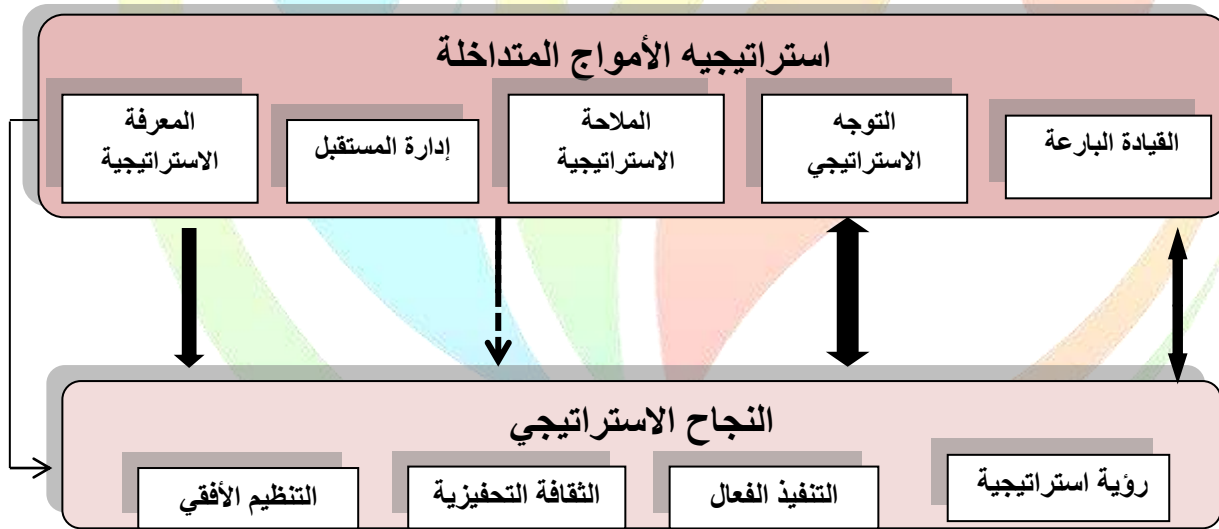 استراتيجيه الأمواج المتداخلة
القيادة البارعة
التوجه
الاستراتيجي
الملاحة
الاستراتيجية
إدارة المستقبل
المعرفة
الاستراتيجية
النجاح الاستراتيجي
رؤية استراتيجية
التنفيذ الفعال
الثقافة التحفيزية
التنظيم الأفقي